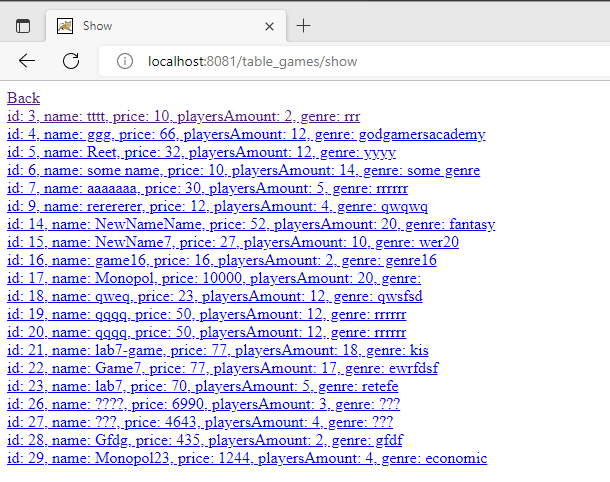 Show
localhost:8081/table_games/show
Back
id: 3, name: tttt, price: 10, playersAmount: 2, genre: rrr
id: 4, name: ggg, price: 66, playersAmount: 12, genre: godgamersacademy
id: 5, name: Reet, price: 32, playersAmount: 12, genre: yyyy
id: 6, name: some name, price: 10, playersAmount: 14, genre: some genre
id: 7, name: aaaaaaa, price: 30, playersAmount: 5, genre: rrrrrrr
id: 9, name: rerererer, price: 12, playersAmount: 4, genre: qwqwq
id: 14, name: NewNameName, price: 52, playersAmount: 20, genre: fantasy
id: 15, name: NewName7, price: 27, playersAmount: 10, genre: wer20
id: 16, name: game16, price: 16, playersAmount: 2, genre: genre16
id: 17, name: Monopol, price: 10000, playersAmount: 20, genre:
id: 18, name: qweq, price: 23, playersAmount: 12, genre: qwsfsd
id: 19, name: qqqq, price: 50, playersAmount: 12, genre: rrrrrr
id: 20, name: qqqq, price: 50, playersAmount: 12, genre: rrrrrr
id: 21, name: lab7-game, price: 77, playersAmount: 18, genre: kis
id: 22, name: Game7, price: 77, playersAmount: 17, genre: ewrfdsf
id: 23, name: lab7, price: 70, playersAmount: 5, genre: retefe
id: 26, name: ????, price: 6990, playersAmount: 3, genre: ???
id: 27, name: ???, price: 4643, playersAmount: 4, genre: ???
id: 28, name: Gfdg, price: 435, playersAmount: 2, genre: gfdf
id: 29, name: Monopol23, price: 1244, playersAmount: 4, genre: economic